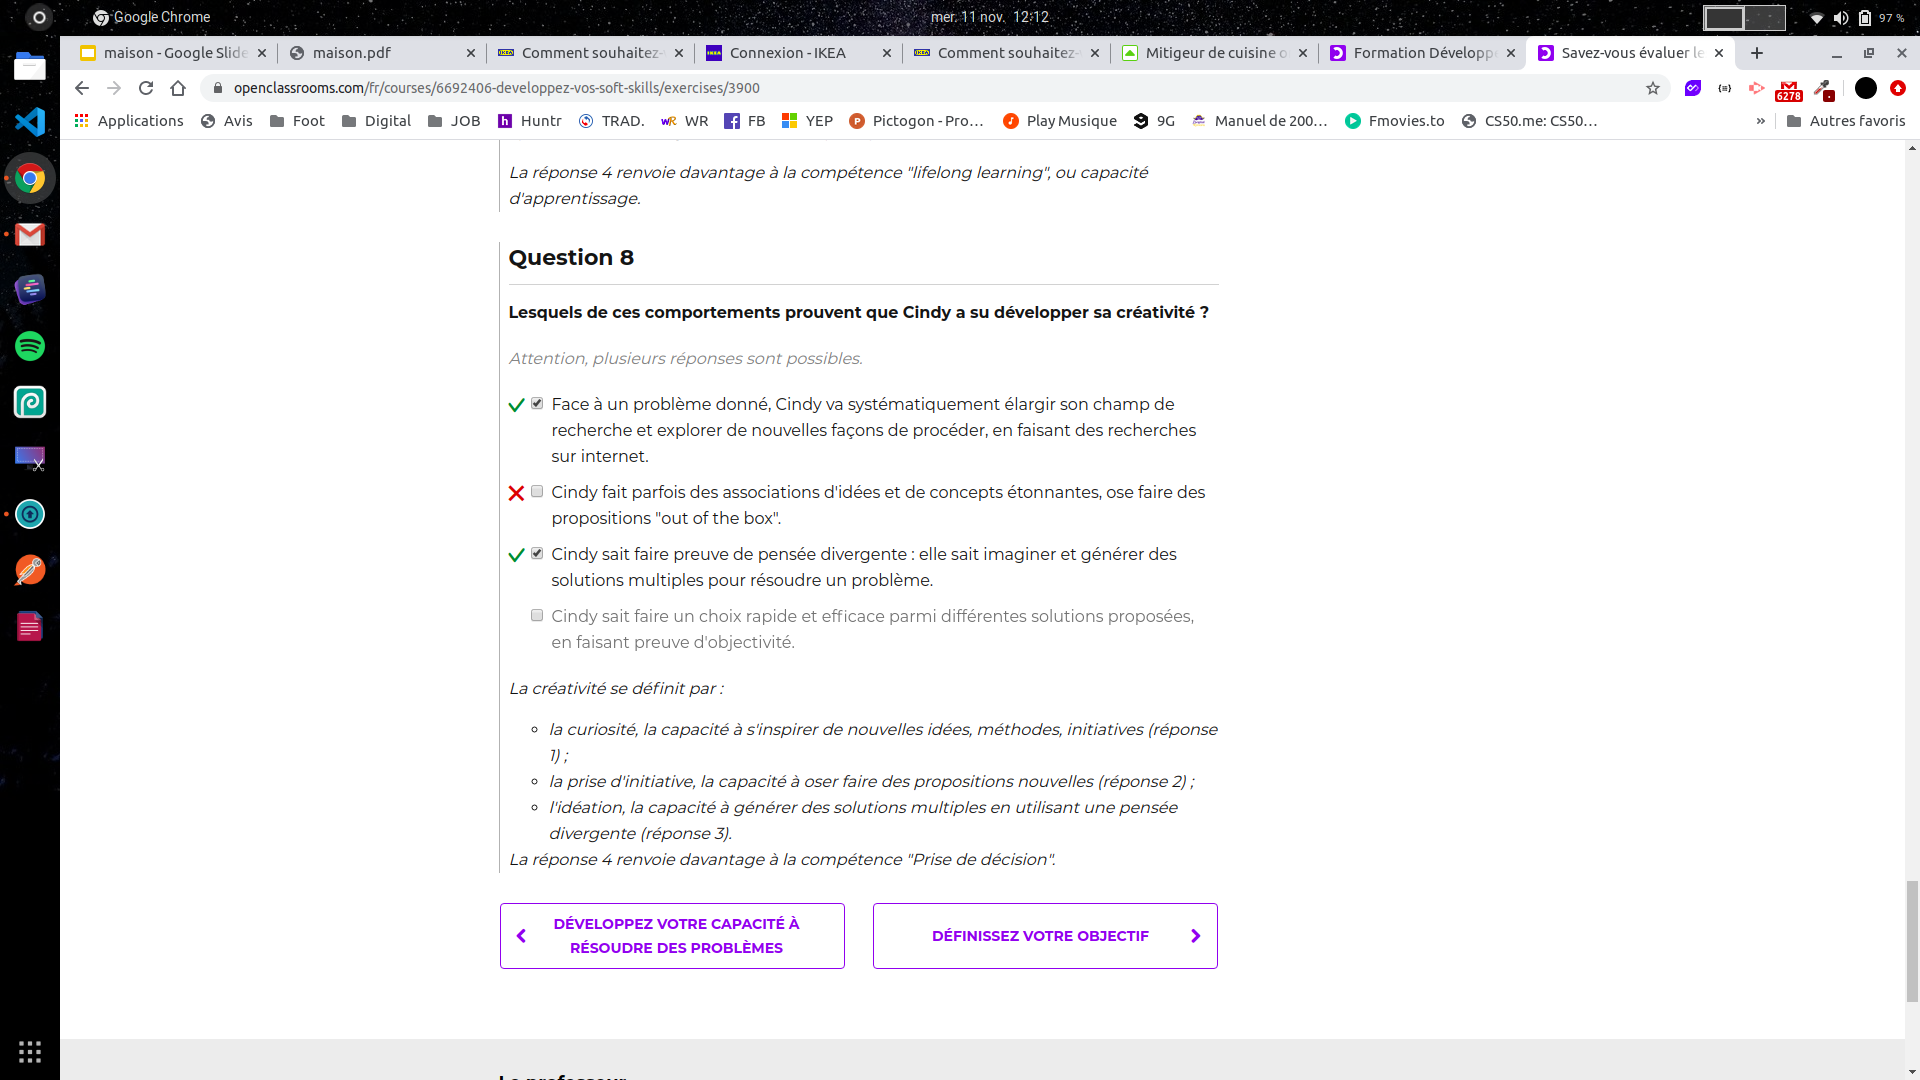 Google Chrome
mer. 11 nov. 12:12
97 %
maison - Google Slide
maison.pdf
Comment souhaitez-
Connexion - IKEA
Comment souhaitez-
Mitigeur de cuisine o
Formation Développe
Savez-vous évaluer le
openclassrooms.com/fr/courses/6692406-developpez-vos-soft-skills/exercises/3900
6278
Applications
Avis
Foot
Digital
JOB
Huntr
TRAD.
WR
FB
YEP
Pictogon - Pro…
Play Musique
9G
Manuel de 200…
Fmovies.to
CS50.me: CS50…
»
Autres favoris
La réponse 4 renvoie davantage à la compétence "lifelong learning", ou capacité
d'apprentissage.
Question 8
Lesquels de ces comportements prouvent que Cindy a su développer sa créativité ?
Attention, plusieurs réponses sont possibles.
Face à un problème donné, Cindy va systématiquement élargir son champ de
recherche et explorer de nouvelles façons de procéder, en faisant des recherches
sur internet.
Cindy fait parfois des associations d'idées et de concepts étonnantes, ose faire des
propositions "out of the box".
Cindy sait faire preuve de pensée divergente : elle sait imaginer et générer des
solutions multiples pour résoudre un problème.
Cindy sait faire un choix rapide et efficace parmi différentes solutions proposées,
en faisant preuve d'objectivité.
La créativité se définit par :
la curiosité, la capacité à s'inspirer de nouvelles idées, méthodes, initiatives (réponse
1) ;
la prise d'initiative, la capacité à oser faire des propositions nouvelles (réponse 2) ;
l'idéation, la capacité à générer des solutions multiples en utilisant une pensée
divergente (réponse 3).
La réponse 4 renvoie davantage à la compétence "Prise de décision".
DÉVELOPPEZ VOTRE CAPACITÉ À
RÉSOUDRE DES PROBLÈMES
DÉFINISSEZ VOTRE OBJECTIF